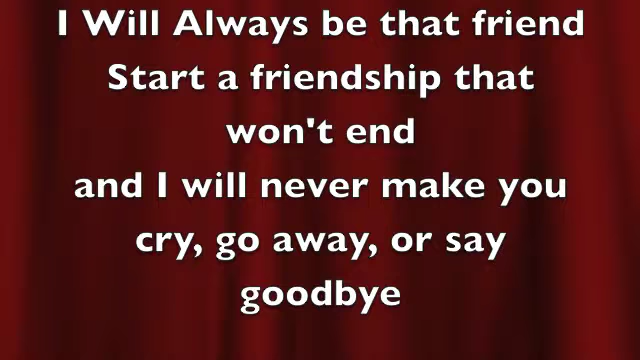 I Will Always be that friend
Start a friendship that
won't end
and I will never make you
cry, go away, or say
goodbye